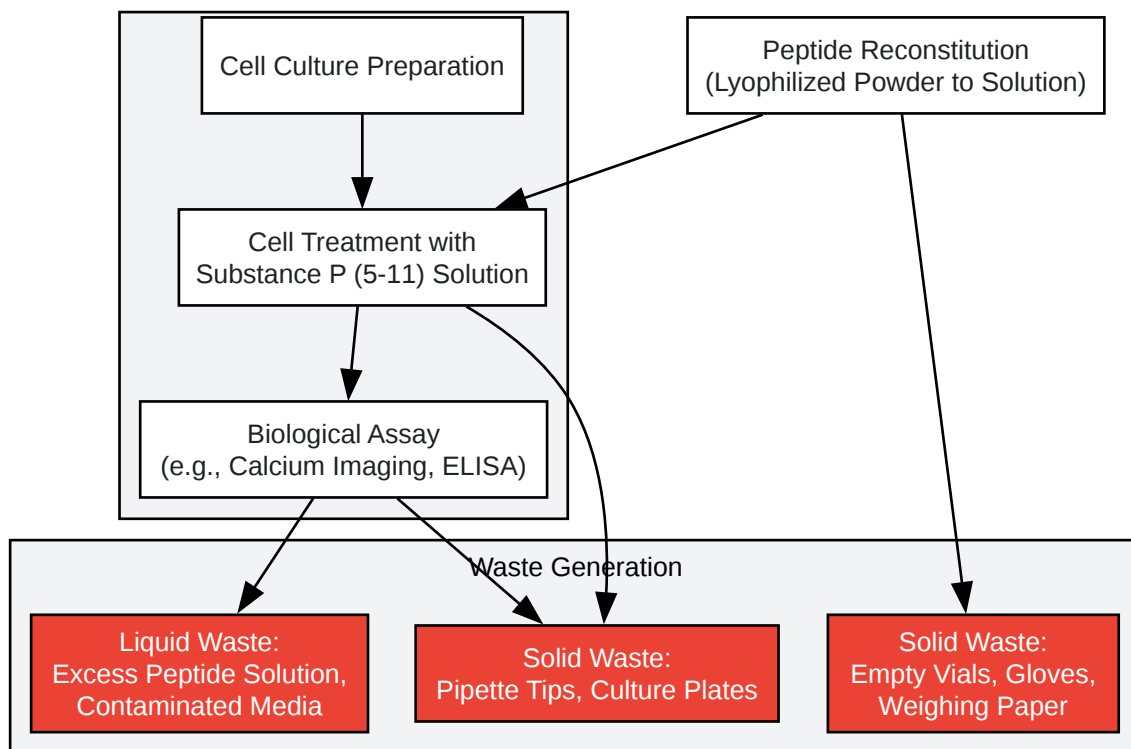 Cell Culture Preparation
Peptide Reconstitution
(Lyophilized Powder to Solution)
Cell Treatment with
Substance P (5-11) Solution
Biological Assay
(e.g., Calcium Imaging, ELISA)
Waste Generation
Liquid Waste:
Excess Peptide Solution,
Contaminated Media
Solid Waste:
Pipette Tips, Culture Plates
Solid Waste:
Empty Vials, Gloves,
Weighing Paper